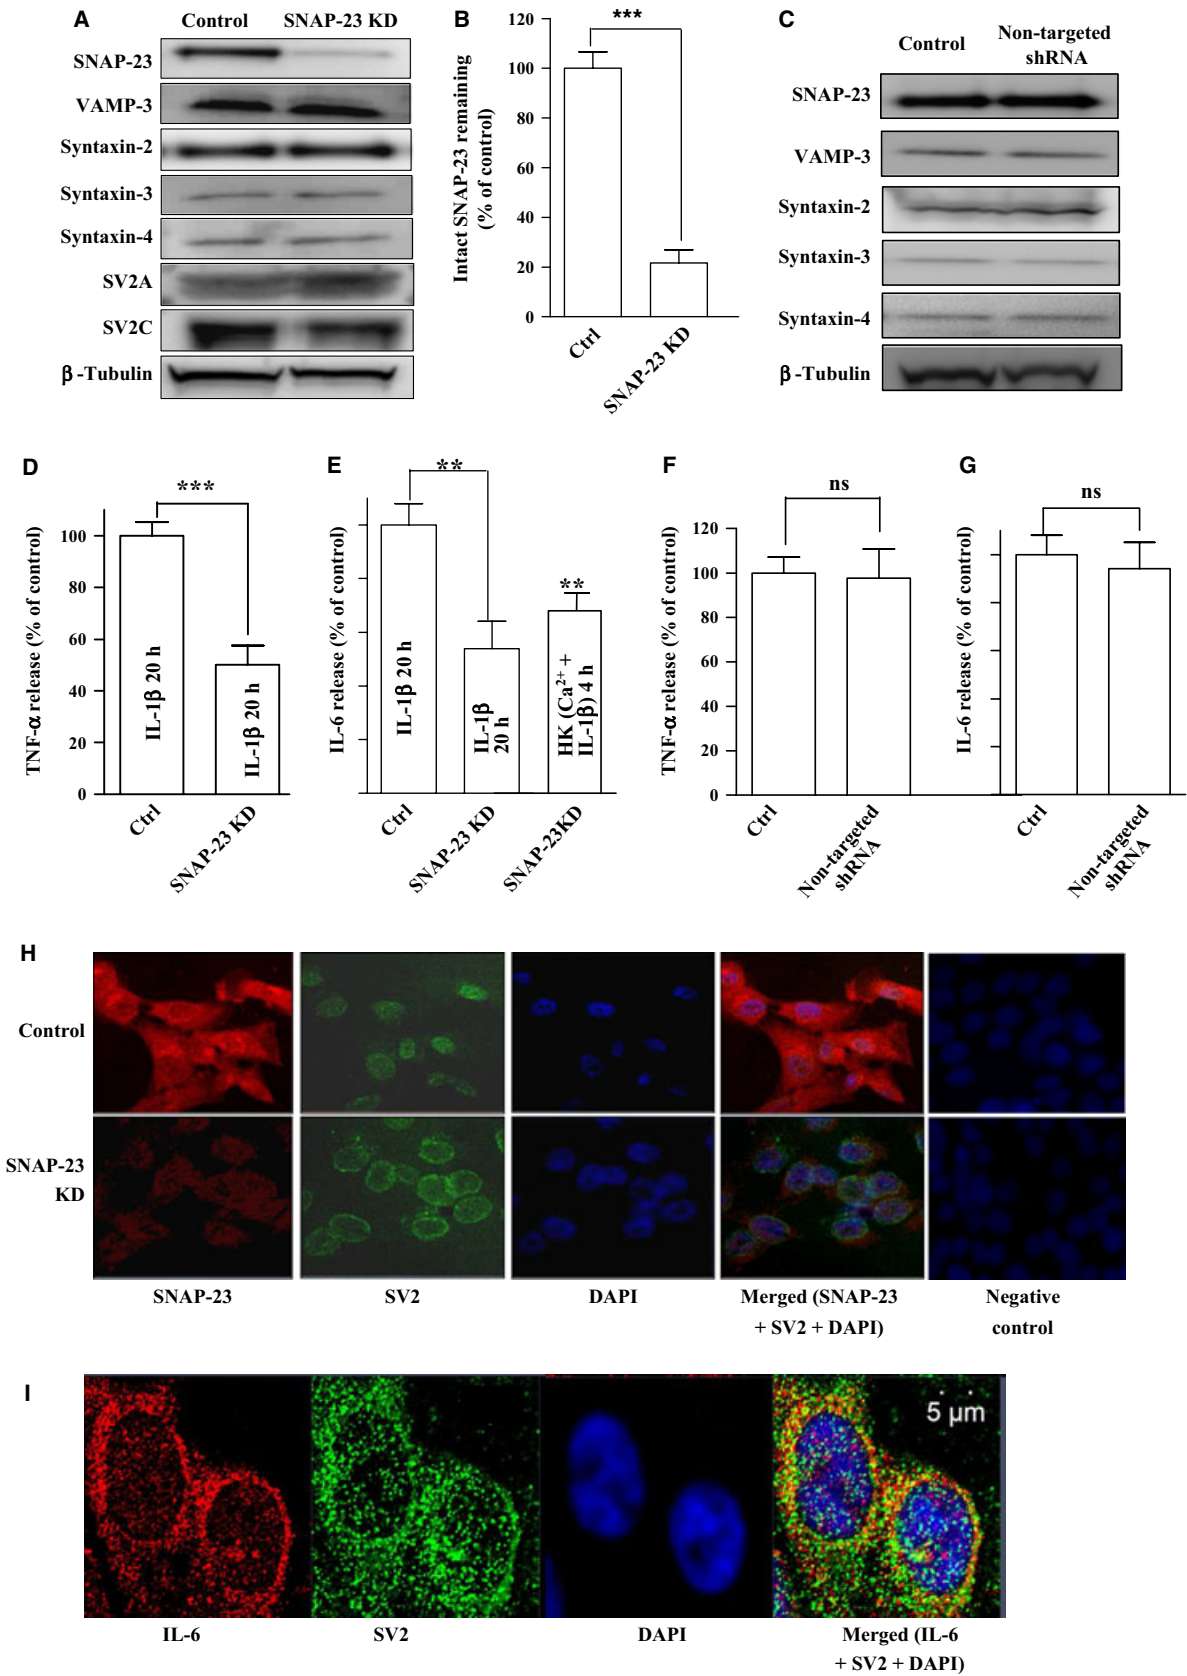 A
Control SNAP-23 KD
SNAP-23
VAMP-3
Syntaxin-2
Syntaxin-3
Syntaxin-4
SV2A
SV2C
β -Tubulin
B
***
Intact SNAP-23 remaining
(% of control)
120
100
80
60
40
20
0
Ctrl
SNAP-23 KD
C
Control
Non-targeted
shRNA
SNAP-23
VAMP-3
Syntaxin-2
Syntaxin-3
Syntaxin-4
β -Tubulin
D
***
TNF-α release (% of control)
100
80
60
40
20
0
IL-1β 20 h
IL-1β 20 h
Ctrl
SNAP-23 KD
E
**
**
IL-6 release (% of control)
IL-1β 20 h
IL-1β
20 h
HK (Ca²⁺ +
IL-1β) 4 h
Ctrl
SNAP-23 KD
SNAP-23KD
F
ns
TNF-α release (% of control)
120
100
80
60
40
20
0
Ctrl
Non-targeted
shRNA
G
ns
IL-6 release (% of control)
Ctrl
Non-targeted
shRNA
H
Control
SNAP-23
KD
SNAP-23
SV2
DAPI
Merged (SNAP-23
+ SV2 + DAPI)
Negative
control
I
5 µm
IL-6
SV2
DAPI
Merged (IL-6
+ SV2 + DAPI)